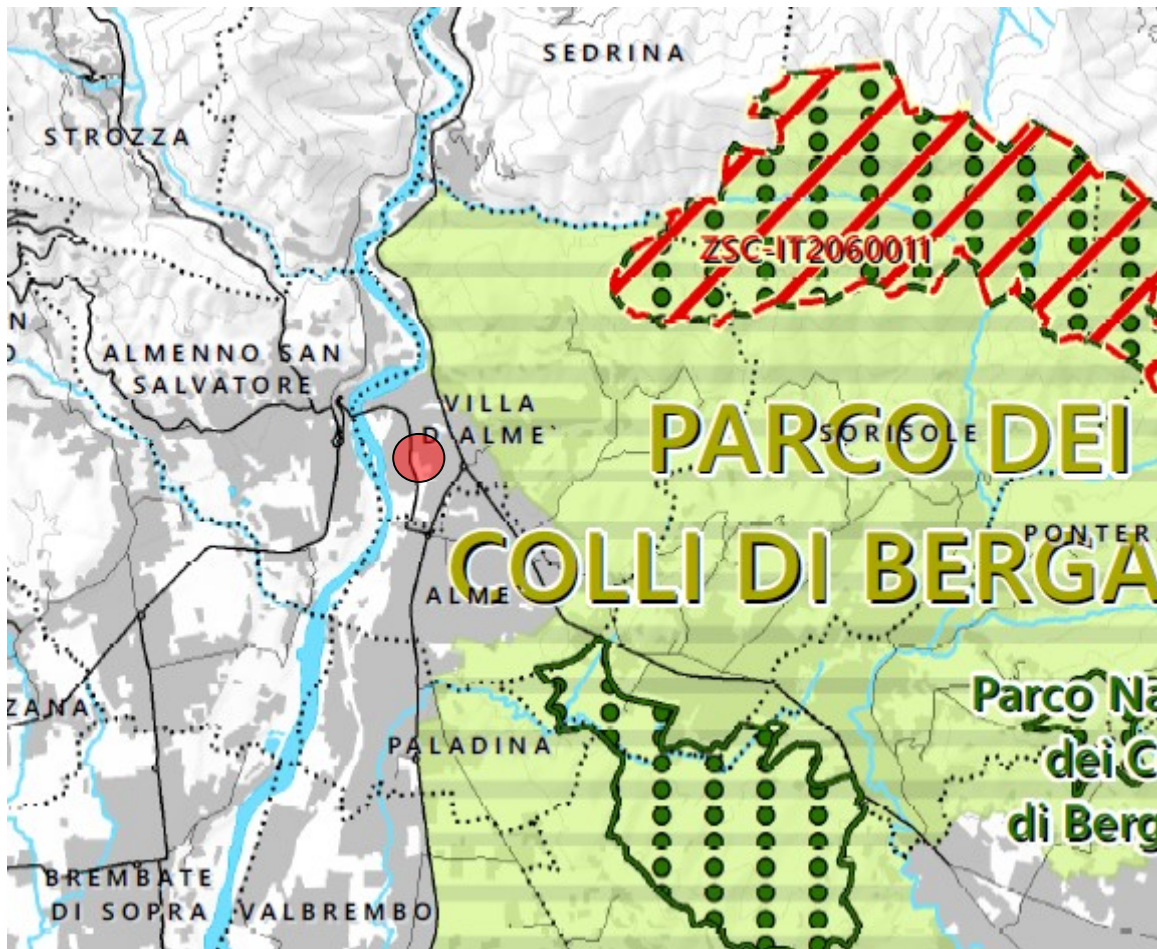 SEDRINA
STROZZA
ZSC-IT2060011
N
O
ALMENNO SAN
SALVATORE
VILLA
D'ALME`
PARCO DEI
SORISOLE
COLLI DI BERGA
PONTER
ALME`
Parco Na
ZANA
PALADINA
dei C
di Berg
BREMBATE
DI SOPRA
VALBREMBO